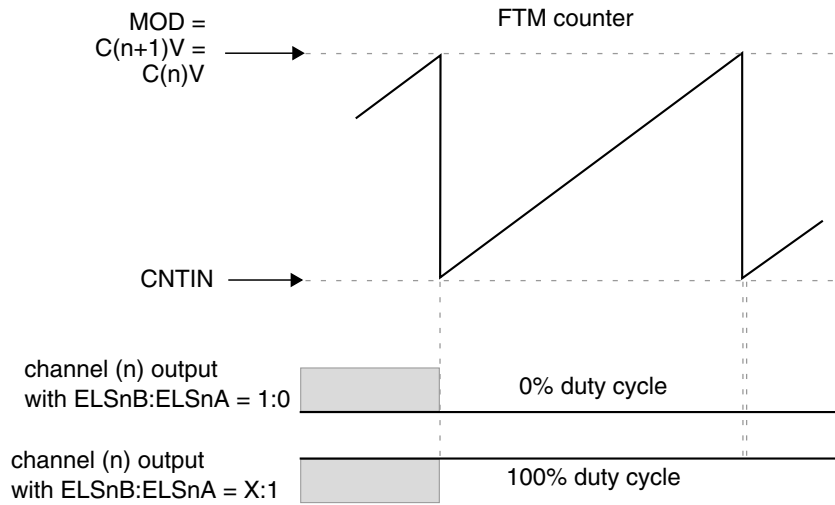 MOD =
C(n+1)V =
C(n)V
FTM counter
CNTIN
channel (n) output
with ELSnB:ELSnA = 1:0
0% duty cycle
channel (n) output
with ELSnB:ELSnA = X:1
100% duty cycle